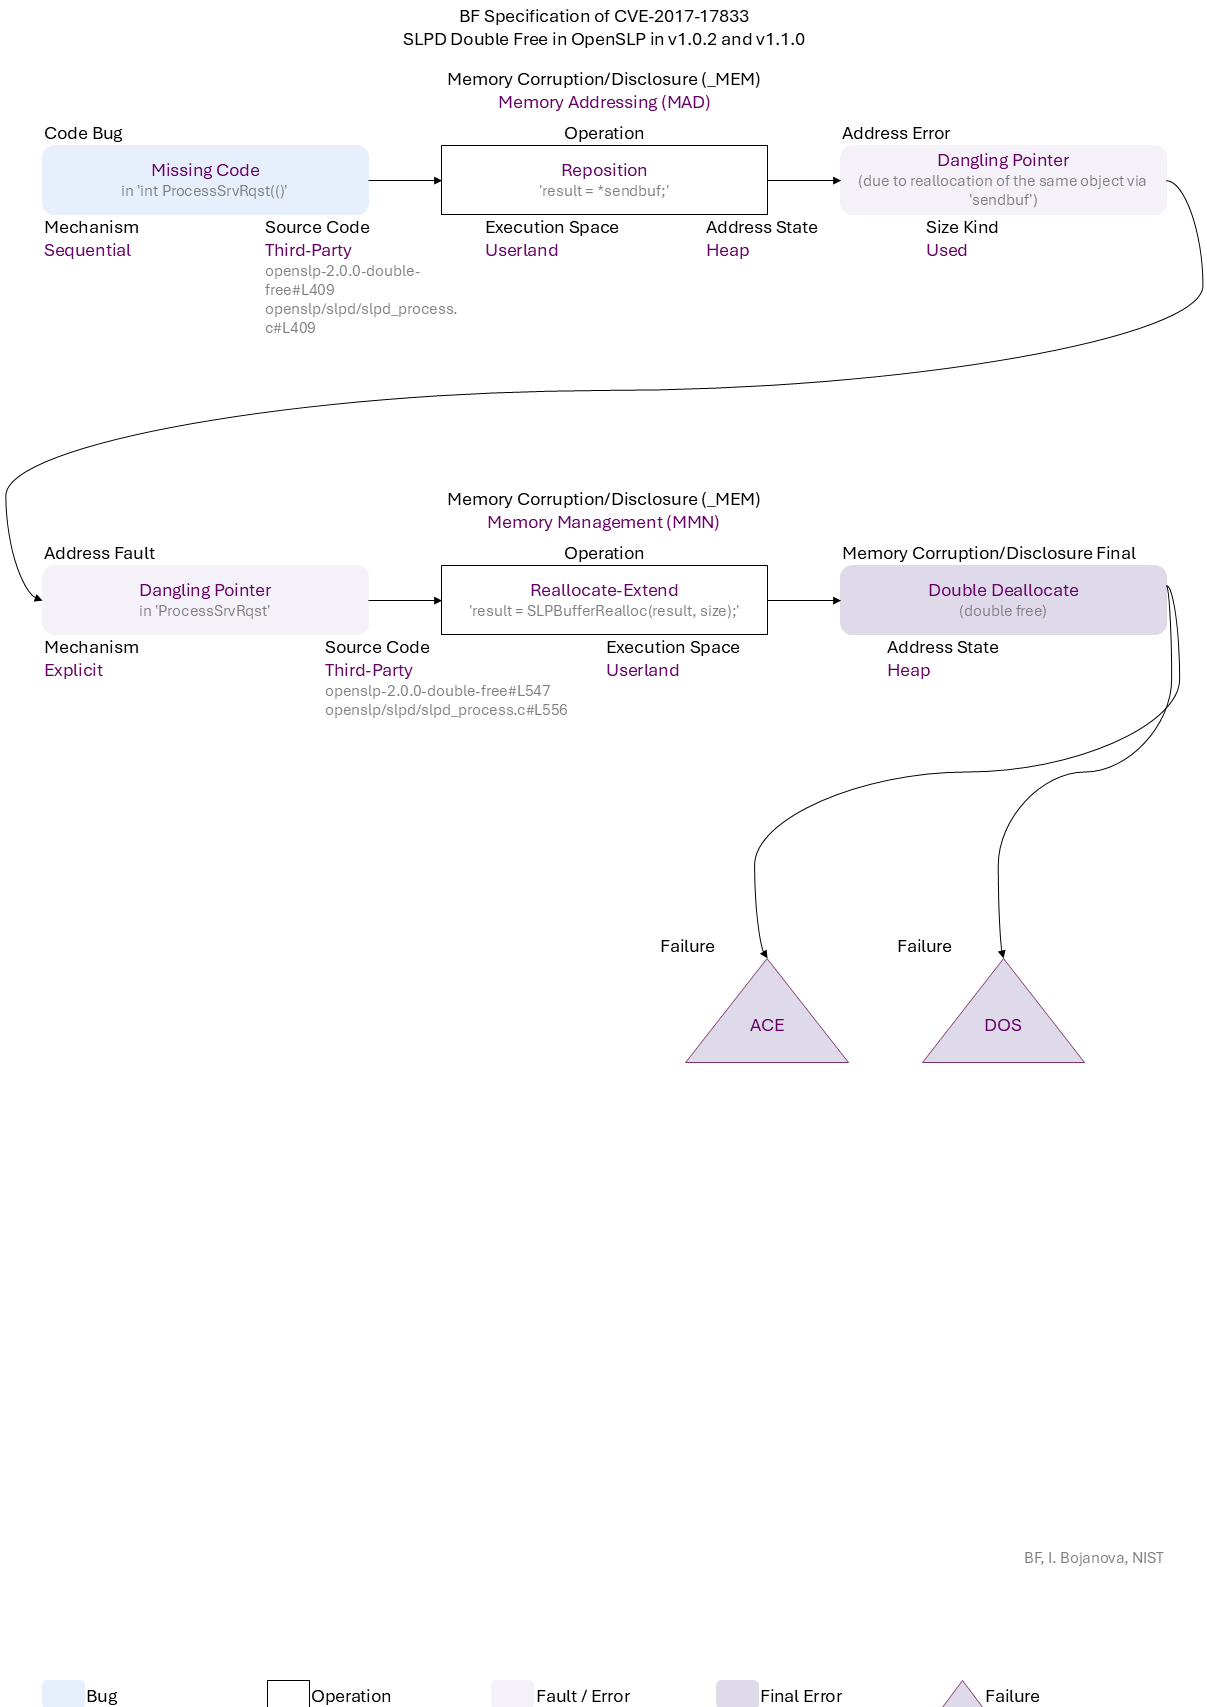 BF Specification of CVE-2017-17833
SLPD Double Free in OpenSLP in v1.0.2 and v1.1.0
Memory Corruption/Disclosure (_MEM)
Memory Addressing (MAD)
Code Bug
Operation
Address Error
Missing Code
in 'int ProcessSrvRqst(()'
Reposition
'result = *sendbuf;'
Dangling Pointer
(due to reallocation of the same object via
'sendbuf')
Mechanism
Sequential
Source Code
Third-Party
openslp-2.0.0-double-
free#L409
openslp/slpd/slpd_process.
c#L409
Execution Space
Userland
Address State
Heap
Size Kind
Used
Memory Corruption/Disclosure (_MEM)
Memory Management (MMN)
Address Fault
Operation
Memory Corruption/Disclosure Final
Dangling Pointer
in 'ProcessSrvRqst'
Reallocate-Extend
'result = SLPBufferRealloc(result, size);'
Double Deallocate
(double free)
Mechanism
Explicit
Source Code
Third-Party
openslp-2.0.0-double-free#L547
openslp/slpd/slpd_process.c#L556
Execution Space
Userland
Address State
Heap
Failure
ACE
Failure
DOS
BF, I. Bojanova, NIST
Bug
Operation
Fault / Error
Final Error
Failure